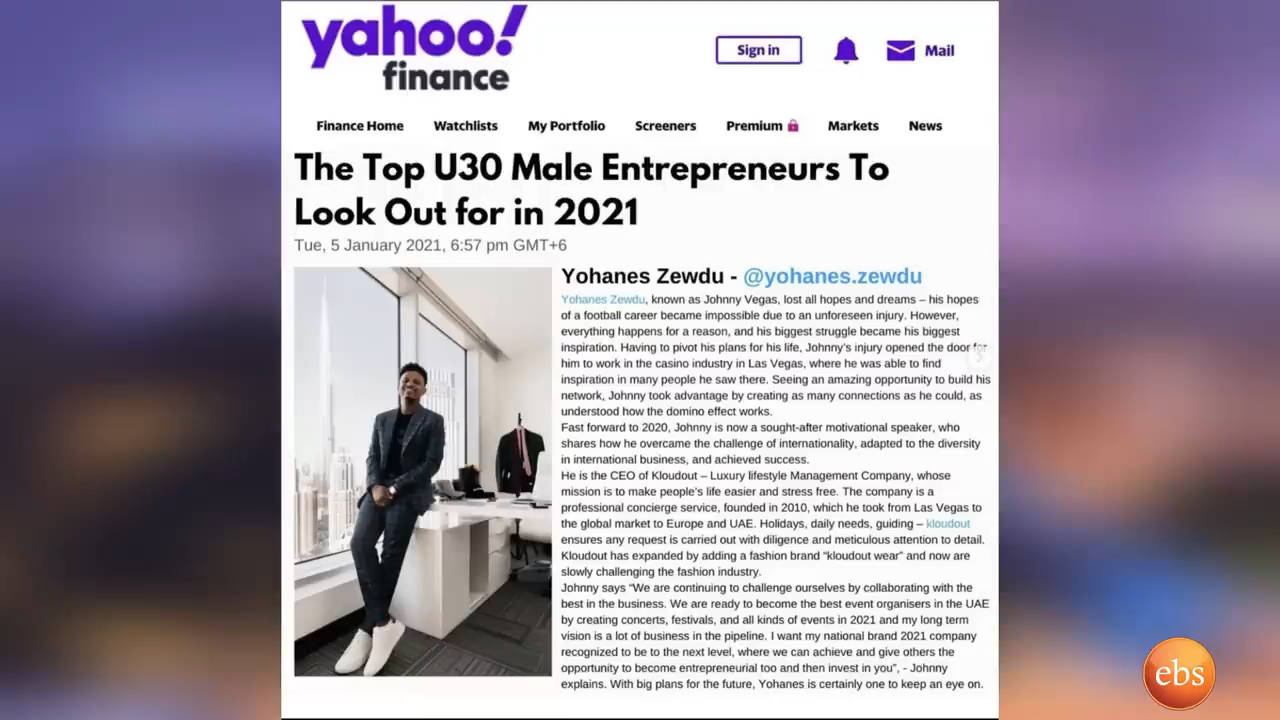 yahoo!
finance
Sign in
Mail
Finance Home
Watchlists
My Portfolio
Screeners
Premium
Markets
News
The Top U30 Male Entrepreneurs To
Look Out for in 2021
Tue, 5 January 2021, 6:57 pm GMT+6
Yohanes Zewdu - @yohanes.zewdu
Yohanes Zewdu, known as Johnny Vegas, lost all hopes and dreams – his hopes
of a football career became impossible due to an unforeseen injury. However,
everything happens for a reason, and his biggest struggle became his biggest
inspiration. Having to pivot his plans for his life, Johnny's injury opened the door for
him to work in the casino industry in Las Vegas, where he was able to find
inspiration in many people he saw there. Seeing an amazing opportunity to build his
network, Johnny took advantage by creating as many connections as he could, as
understood how the domino effect works.
Fast forward to 2020, Johnny is now a sought-after motivational speaker, who
shares how he overcame the challenge of internationality, adapted to the diversity
in international business, and achieved success.
He is the CEO of Kloudout – Luxury lifestyle Management Company, whose
mission is to make people's life easier and stress free. The company is a
professional concierge service, founded in 2010, which he took from Las Vegas to
the global market to Europe and UAE. Holidays, daily needs, guiding – kloudout
ensures any request is carried out with diligence and meticulous attention to detail.
Kloudout has expanded by adding a fashion brand “kloudout wear” and now are
slowly challenging the fashion industry.
Johnny says “We are continuing to challenge ourselves by collaborating with the
best in the business. We are ready to become the best event organisers in the UAE
by creating concerts, festivals, and all kinds of events in 2021 and my long term
vision is a lot of business in the pipeline. I want my national brand 2021 company
recognized to be to the next level, where we can achieve and give others the
opportunity to become entrepreneurial too and then invest in you”, - Johnny
explains. With big plans for the future, Yohanes is certainly one to keep an eye on.
ebs